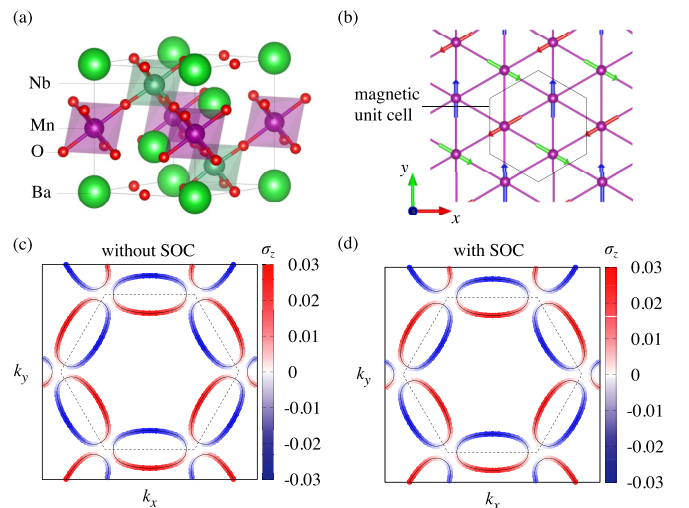 (a)
Nb
Mn
O
Ba
(b)
magnetic
unit cell
y
x
(c)
without SOC
σz
0.03
0.02
0.01
0
-0.01
-0.02
-0.03
ky
kx
(d)
with SOC
σz
0.03
0.02
0.01
0
-0.01
-0.02
-0.03
ky
kx